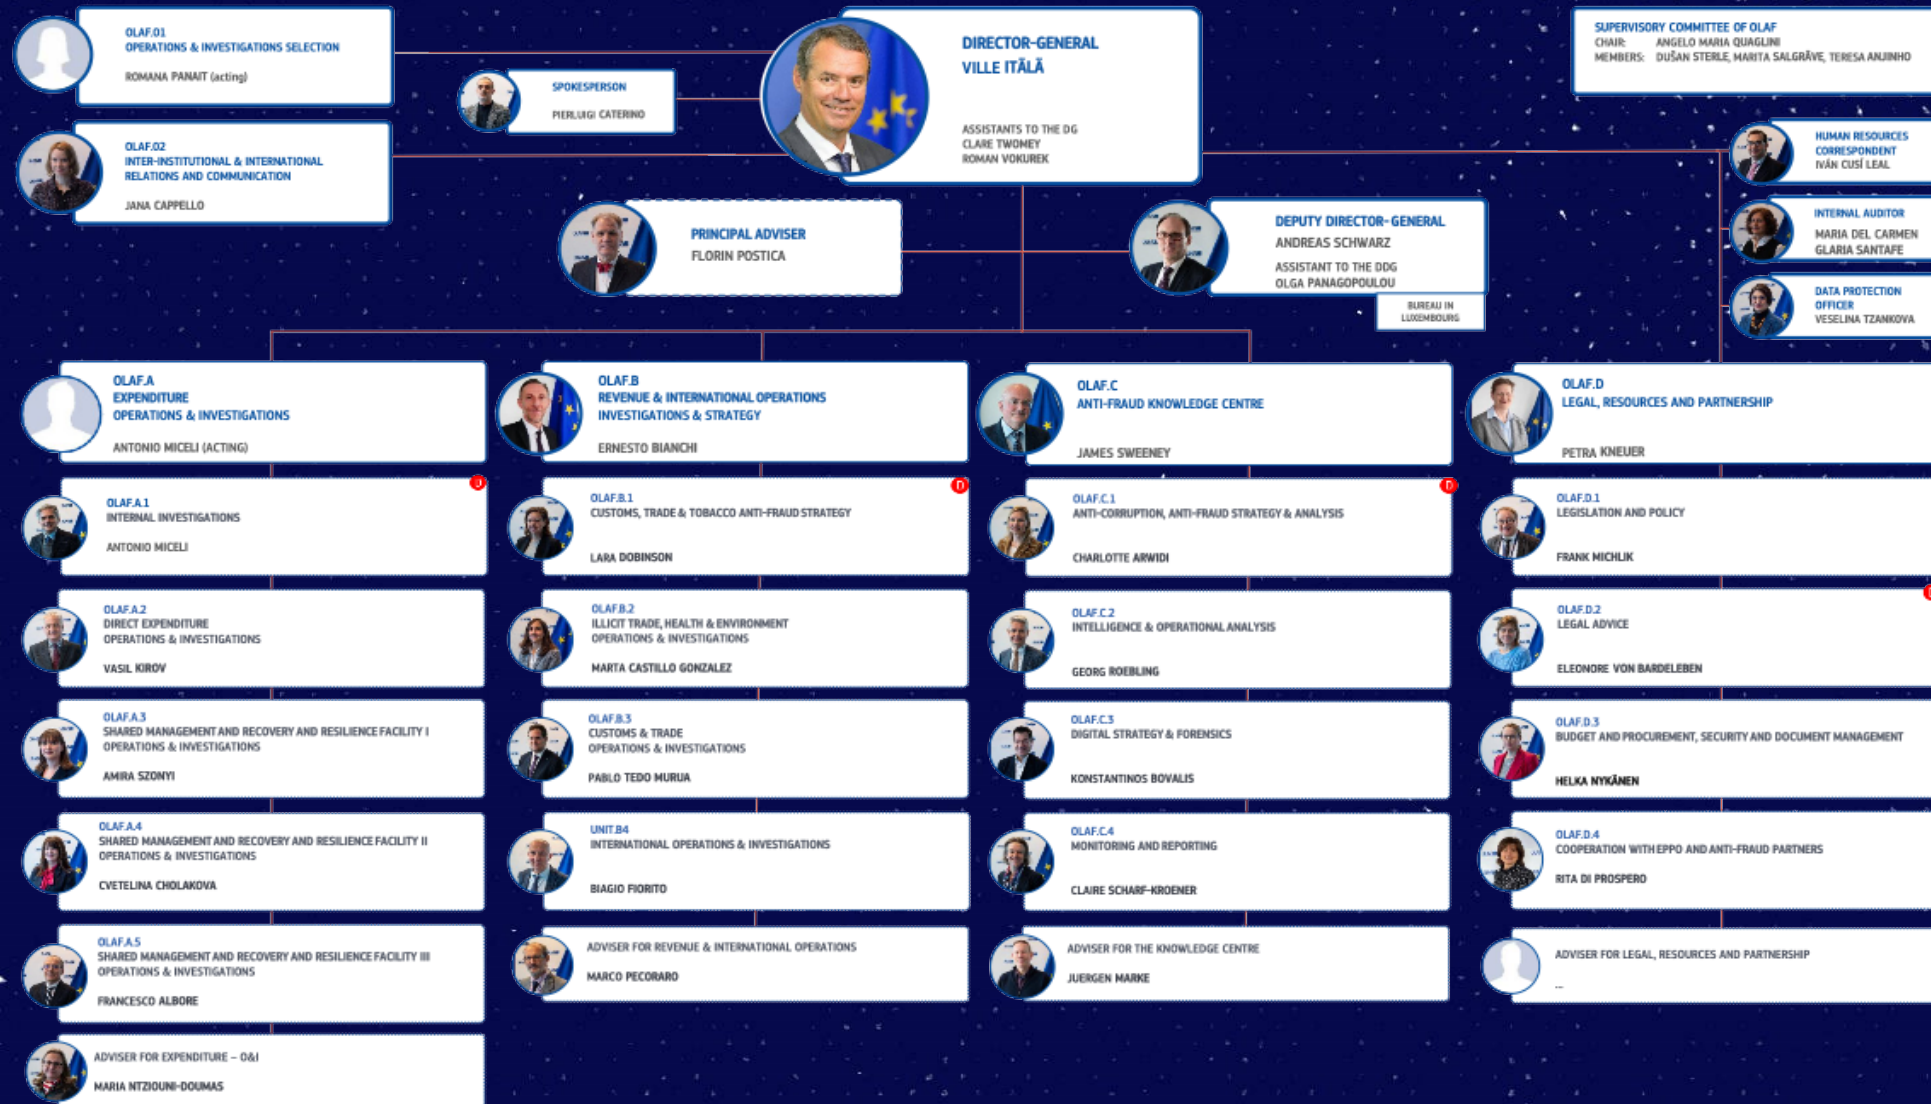 OLAF.01
OPERATIONS & INVESTIGATIONS SELECTION
ROMANA PANAIT (acting)
OLAF.02
INTER-INSTITUTIONAL & INTERNATIONAL
RELATIONS AND COMMUNICATION
JANA CAPPELLO
SPOKESPERSON
PIERLUIGI CATERINO
DIRECTOR-GENERAL
VILLE ITÄLÄ
ASSISTANTS TO THE DG
CLARE TWOMEY
ROMAN VOKUREK
SUPERVISORY COMMITTEE OF OLAF
CHAIR: ANGELO MARIA QUAGLINI
MEMBERS: DUŠAN STERLE, MARITA SALGRĀVE, TERESA ANJINHO
HUMAN RESOURCES
CORRESPONDENT
IVÁN CUSÍ LEAL
INTERNAL AUDITOR
MARIA DEL CARMEN
GLARIA SANTAFE
DATA PROTECTION
OFFICER
VESELINA TZANKOVA
PRINCIPAL ADVISER
FLORIN POSTICA
DEPUTY DIRECTOR- GENERAL
ANDREAS SCHWARZ
ASSISTANT TO THE DDG
OLGA PANAGOPOULOU
BUREAU IN
LUXEMBOURG
OLAF.A
EXPENDITURE
OPERATIONS & INVESTIGATIONS
ANTONIO MICELI (ACTING)
D
OLAF.A.1
INTERNAL INVESTIGATIONS
ANTONIO MICELI
OLAF.A.2
DIRECT EXPENDITURE
OPERATIONS & INVESTIGATIONS
VASIL KIROV
OLAF.A.3
SHARED MANAGEMENT AND RECOVERY AND RESILIENCE FACILITY I
OPERATIONS & INVESTIGATIONS
AMIRA SZONYI
OLAF.A.4
SHARED MANAGEMENT AND RECOVERY AND RESILIENCE FACILITY II
OPERATIONS & INVESTIGATIONS
CVETELINA CHOLAKOVA
OLAF.A.5
SHARED MANAGEMENT AND RECOVERY AND RESILIENCE FACILITY III
OPERATIONS & INVESTIGATIONS
FRANCESCO ALBORE
ADVISER FOR EXPENDITURE – O&I
MARIA NTZIOUNI-DOUMAS
OLAF.B
REVENUE & INTERNATIONAL OPERATIONS
INVESTIGATIONS & STRATEGY
ERNESTO BIANCHI
D
OLAF.B.1
CUSTOMS, TRADE & TOBACCO ANTI-FRAUD STRATEGY
LARA DOBINSON
OLAF.B.2
ILLICIT TRADE, HEALTH & ENVIRONMENT
OPERATIONS & INVESTIGATIONS
MARTA CASTILLO GONZALEZ
OLAF.B.3
CUSTOMS & TRADE
OPERATIONS & INVESTIGATIONS
PABLO TEDO MURUA
UNIT.B4
INTERNATIONAL OPERATIONS & INVESTIGATIONS
BIAGIO FIORITO
ADVISER FOR REVENUE & INTERNATIONAL OPERATIONS
MARCO PECORARO
OLAF.C
ANTI-FRAUD KNOWLEDGE CENTRE
JAMES SWEENEY
D
OLAF.C.1
ANTI-CORRUPTION, ANTI-FRAUD STRATEGY & ANALYSIS
CHARLOTTE ARWIDI
OLAF.C.2
INTELLIGENCE & OPERATIONAL ANALYSIS
GEORG ROEBLING
OLAF.C.3
DIGITAL STRATEGY & FORENSICS
KONSTANTINOS BOVALIS
OLAF.C.4
MONITORING AND REPORTING
CLAIRE SCHARF-KROENER
ADVISER FOR THE KNOWLEDGE CENTRE
JUERGEN MARKE
OLAF.D
LEGAL, RESOURCES AND PARTNERSHIP
PETRA KNEUER
OLAF.D.1
LEGISLATION AND POLICY
FRANK MICHLIK
OLAF.D.2
LEGAL ADVICE
ELEONORE VON BARDELEBEN
OLAF.D.3
BUDGET AND PROCUREMENT, SECURITY AND DOCUMENT MANAGEMENT
HELKA NYKÄNEN
OLAF.D.4
COOPERATION WITH EPPO AND ANTI-FRAUD PARTNERS
RITA DI PROSPERO
ADVISER FOR LEGAL, RESOURCES AND PARTNERSHIP
...